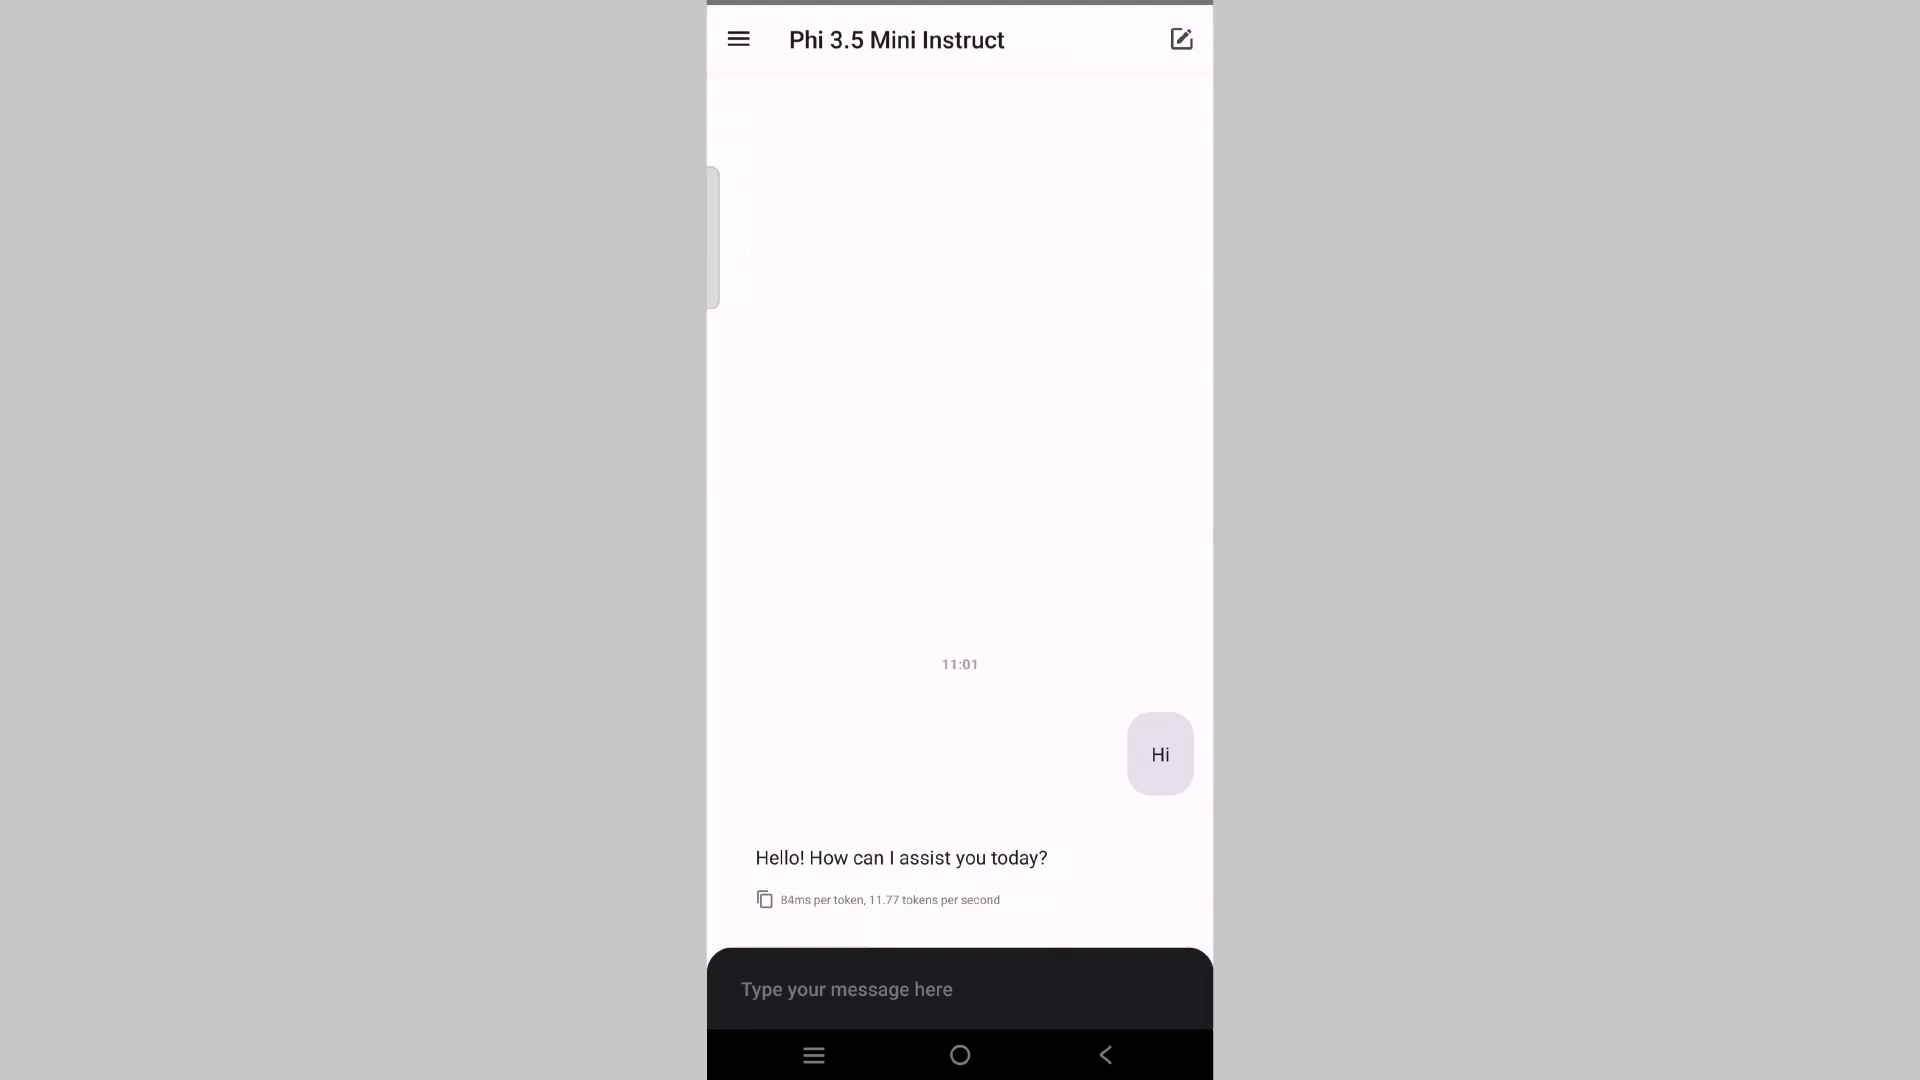 Phi 3.5 Mini Instruct
11:01
Hi
Hello! How can I assist you today?
84ms per token, 11.77 tokens per second
Type your message here